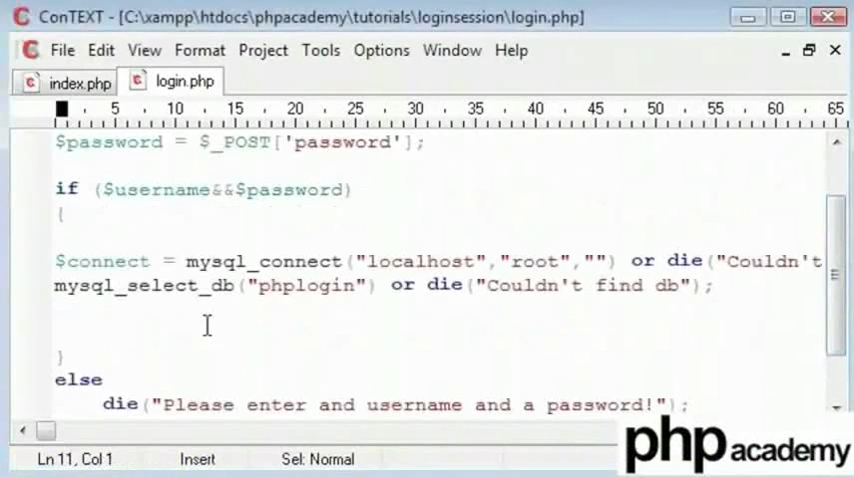 ConTEXT - [C:\xampp\htdocs\phpacademy\tutorials\loginsession\login.php]
File Edit View Format Project Tools Options Window Help
index.php login.php
5 10 15 20 25 30 35 40 45 50 55 60 65
$password = $_POST['password'];
if ($username&&$password)
{
$connect = mysql_connect("localhost","root","") or die("Couldn't
mysql_select_db("phplogin") or die("Couldn't find db");
}
else
die("Please enter and username and a password!");
Ln 11, Col 1 Insert Sel: Normal
php academy